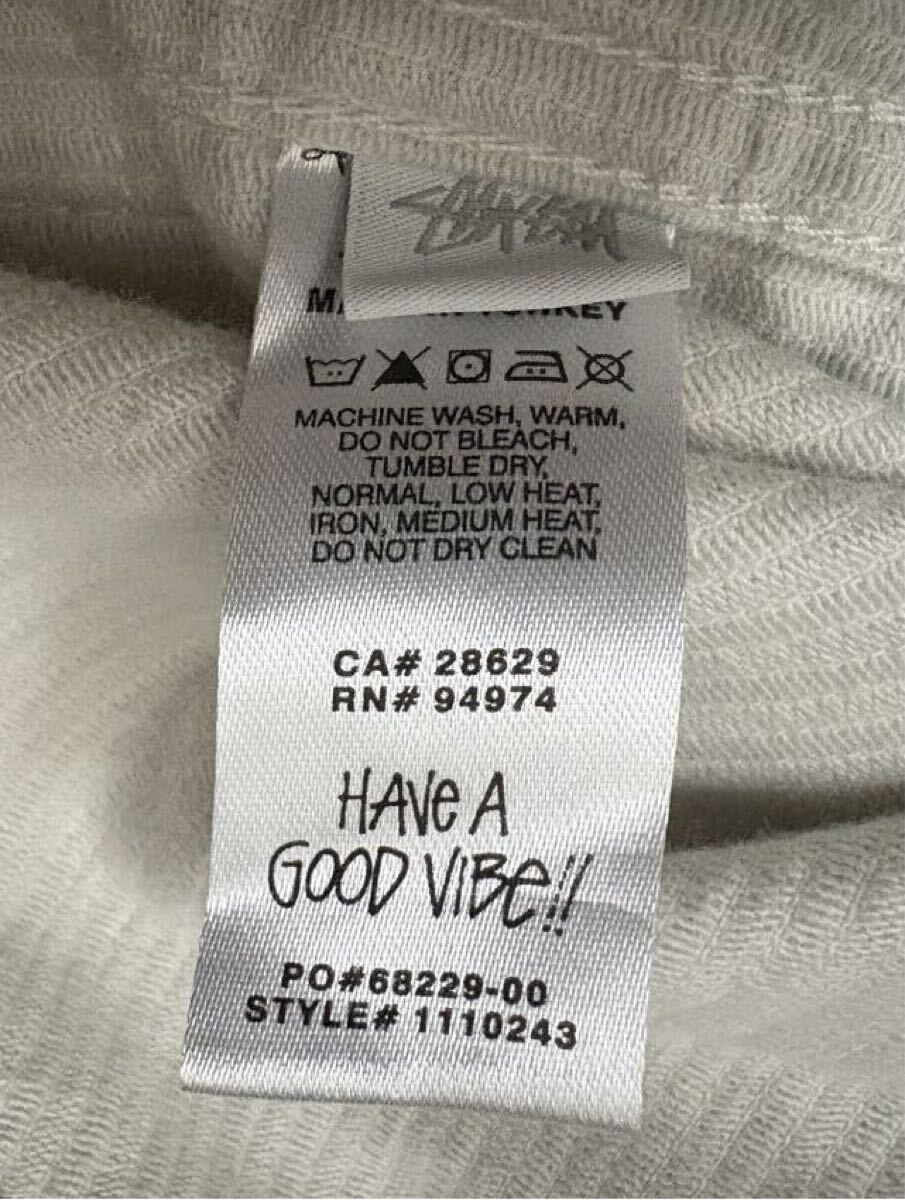 STÜSSY
MACHINE WASH, WARM,
DO NOT BLEACH,
TUMBLE DRY,
NORMAL, LOW HEAT,
IRON, MEDIUM HEAT,
DO NOT DRY CLEAN
CA# 28629
RN# 94974
HAVe A
GOOD VIBe!!
PO#68229-00
STYLE# 1110243